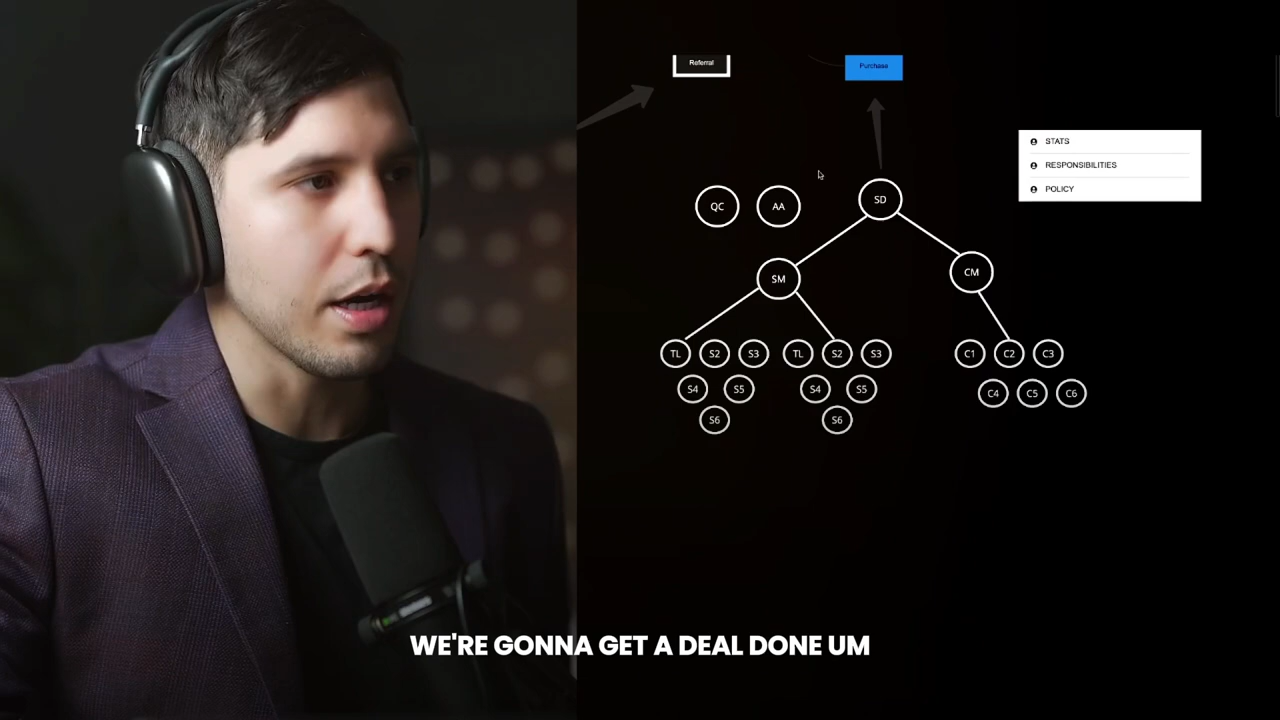 Referral
Purchase
STATS
RESPONSIBILITIES
POLICY
QC AA SD
SM CM
TL S2 S3 TL S2 S3 C1 C2 C3
S4 S5 S4 S5 C4 C5 C6
S6 S6
WE'RE GONNA GET A DEAL DONE UM